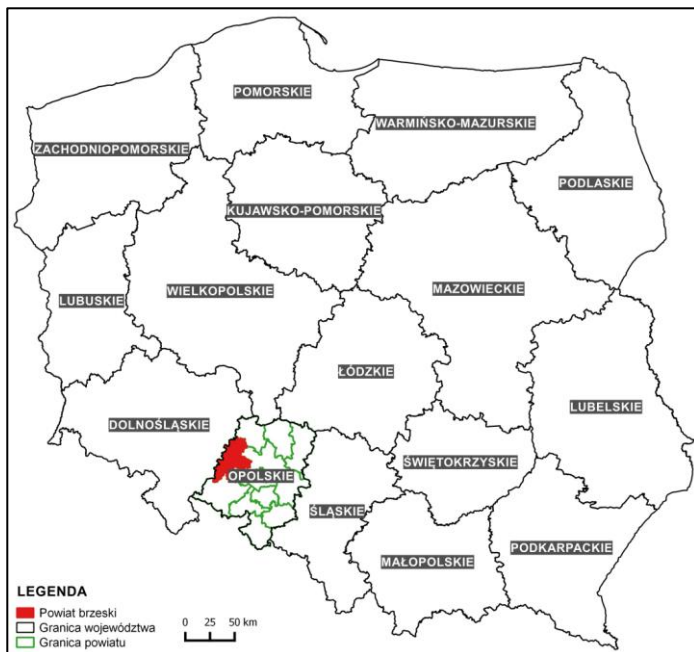 POMORSKIE
WARMIŃSKO-MAZURSKIE
ZACHODNIOPOMORSKIE
PODLASKIE
KUJAWSKO-POMORSKIE
LUBUSKIE
WIELKOPOLSKIE
MAZOWIECKIE
ŁÓDZKIE
LUBELSKIE
DOLNOŚLĄSKIE
ŚWIĘTOKRZYSKIE
OPOLSKIE
ŚLĄSKIE
PODKARPACKIE
MAŁOPOLSKIE
LEGENDA
Powiat brzeski
Granica województwa
Granica powiatu
0 25 50 km